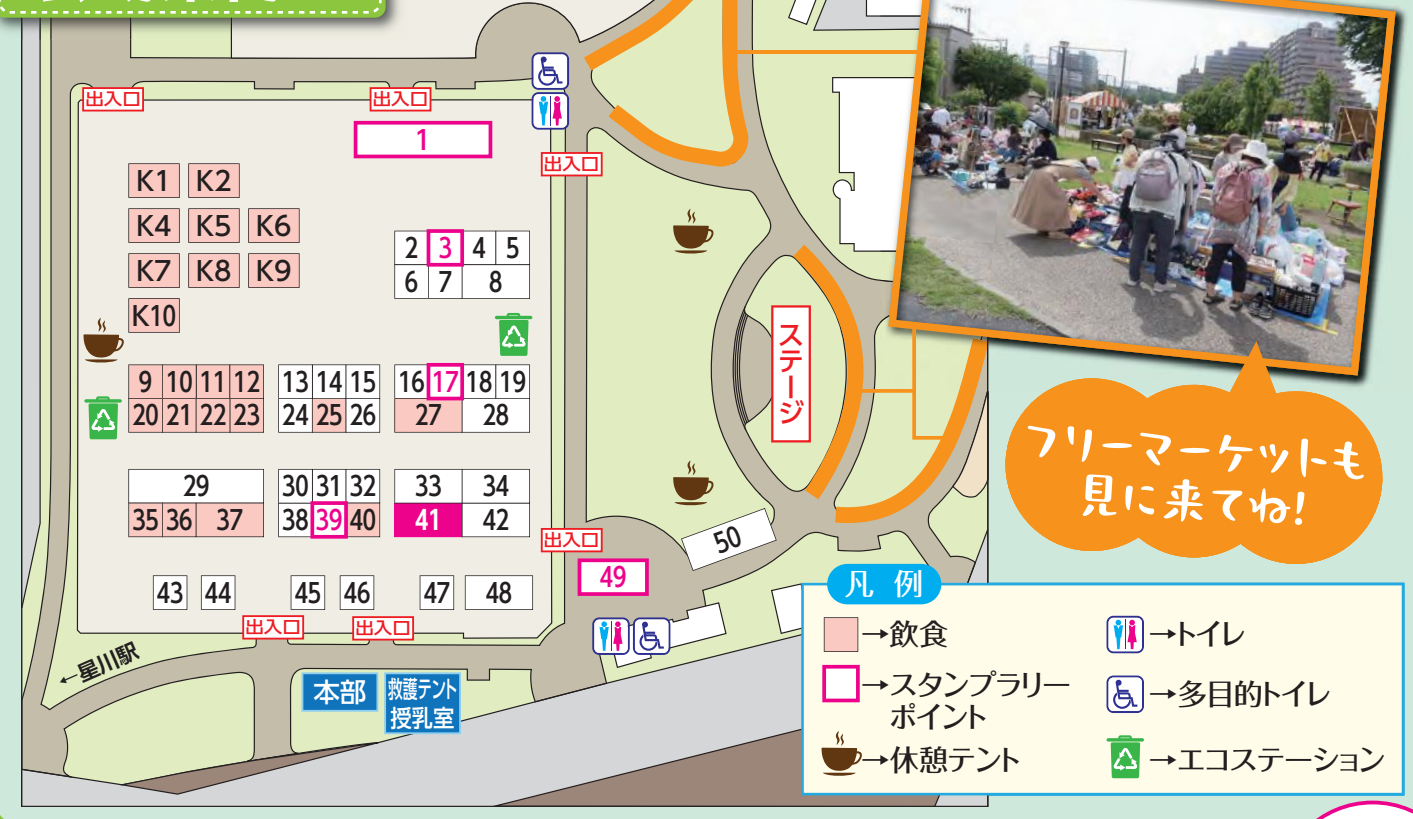 出入口
出入口
1
出入口
K1 K2
K4 K5 K6
K7 K8 K9
K10
2 3 4 5
6 7 8
9 10 11 12 13 14 15 16 17 18 19
20 21 22 23 24 25 26 27 28
29 30 31 32 33 34
35 36 37 38 39 40 41 42
出入口
43 44 45 46 47 48
49
50
出入口
出入口
←星川駅
本部
救護テント
授乳室
ステージ
フリーマーケットも
見に来てね!
凡例
→飲食
→スタンプラリー
ポイント
→休憩テント
→トイレ
→多目的トイレ
→エコステーション